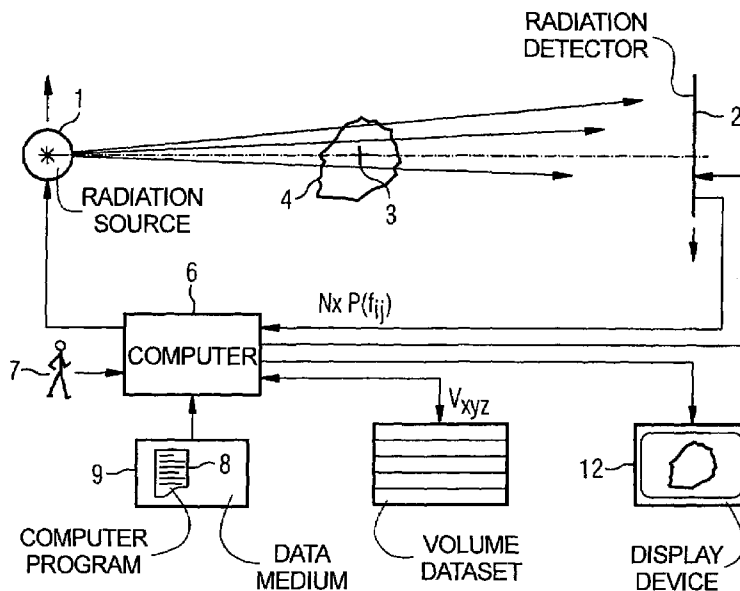 RADIATION
DETECTOR
1
2
RADIATION
SOURCE
4
3
6
N x P(fij)
COMPUTER
7
Vxyz
9
8
12
COMPUTER
PROGRAM
DATA
MEDIUM
VOLUME
DATASET
DISPLAY
DEVICE